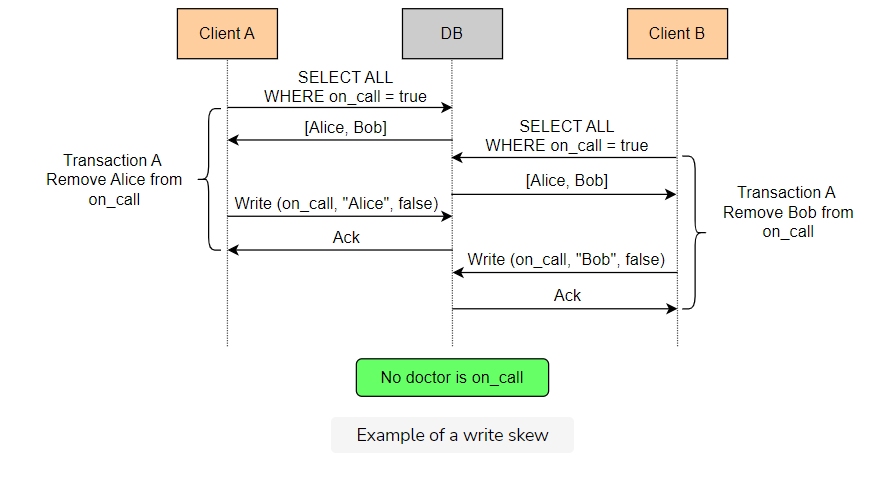 Client A
DB
Client B
SELECT ALL
WHERE on_call = true
[Alice, Bob]
SELECT ALL
WHERE on_call = true
Transaction A
Remove Alice from
on_call
[Alice, Bob]
Transaction A
Remove Bob from
on_call
Write (on_call, "Alice", false)
Ack
Write (on_call, "Bob", false)
Ack
No doctor is on_call
Example of a write skew